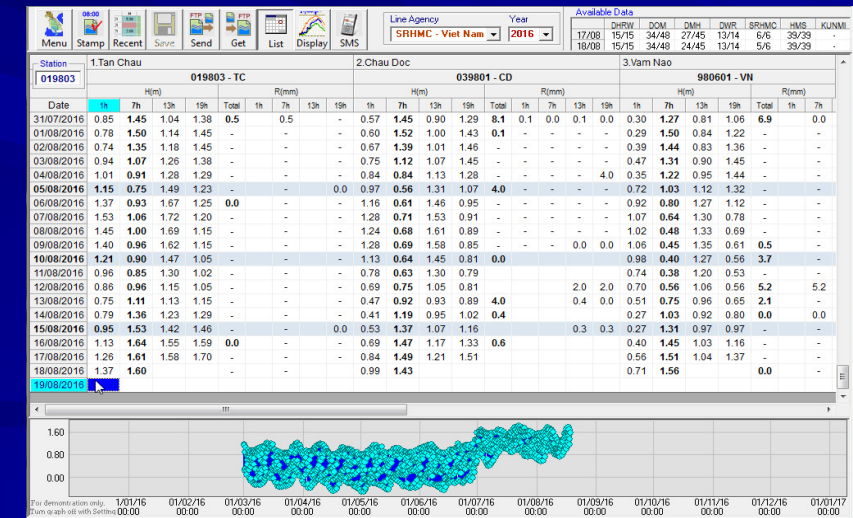 08:00
FTP
FTP
Menu Stamp Recent Save Send Get List Display SMS
Line Agency
SRHMC - Viet Nam
Year
2016
Available Data
DHRW DOM DMH DWR SRHMC HMS KUNMI
17/08 15/15 34/48 27/45 13/14 6/6 39/39 -
18/08 15/15 34/48 24/45 13/14 5/6 39/39 -
Station
019803
1.Tan Chau 2.Chau Doc 3.Vam Nao
019803 - TC 039801 - CD 980601 - VN
H(m) R(mm) H(m) R(mm) H(m) R(mm)
Date 1h 7h 13h 19h Total 1h 7h 13h 19h 1h 7h 13h 19h Total 1h 7h 13h 19h 1h 7h 13h 19h Total 1h 7h
31/07/2016 0.85 1.45 1.04 1.38 0.5 0.5 0.57 1.45 0.90 1.29 8.1 0.1 0.0 0.1 0.0 0.30 1.27 0.81 1.06 6.9 0.0
01/08/2016 0.78 1.50 1.14 1.45 - - 0.60 1.52 1.00 1.43 0.1 - - - - 0.29 1.50 0.84 1.22 - -
02/08/2016 0.74 1.35 1.18 1.45 - - 0.67 1.39 1.01 1.46 - - - - - 0.39 1.44 0.83 1.36 - -
03/08/2016 0.94 1.07 1.26 1.38 - - 0.75 1.12 1.07 1.45 - - - - - 0.47 1.31 0.90 1.45 - -
04/08/2016 1.01 0.91 1.28 1.29 - - 0.84 0.84 1.13 1.28 - - - - 4.0 0.35 1.22 0.95 1.44 - -
05/08/2016 1.15 0.75 1.49 1.23 - - 0.0 0.97 0.56 1.31 1.07 4.0 - - - - 0.72 1.03 1.12 1.32 - -
06/08/2016 1.37 0.93 1.67 1.25 0.0 - 1.16 0.61 1.46 0.95 - - - - - 0.92 0.80 1.27 1.12 - -
07/08/2016 1.53 1.06 1.72 1.20 - - 1.28 0.71 1.53 0.91 - - - - - 1.07 0.64 1.30 0.78 - -
08/08/2016 1.45 1.00 1.69 1.15 - - 1.24 0.68 1.61 0.89 - - - - - 1.02 0.48 1.33 0.69 - -
09/08/2016 1.40 0.96 1.62 1.15 - - 1.28 0.69 1.58 0.85 - - - 0.0 0.0 1.06 0.45 1.35 0.61 0.5 -
10/08/2016 1.21 0.90 1.47 1.05 - - 1.13 0.64 1.45 0.81 0.0 0.98 0.40 1.27 0.56 3.7 -
11/08/2016 0.96 0.85 1.30 1.02 - - 0.78 0.63 1.30 0.79 0.74 0.38 1.20 0.53 - -
12/08/2016 0.86 0.96 1.15 1.05 - - 0.69 0.75 1.05 0.81 2.0 2.0 0.70 0.56 1.06 0.56 5.2 5.2
13/08/2016 0.75 1.11 1.13 1.15 - - 0.47 0.92 0.93 0.89 4.0 0.4 0.0 0.51 0.75 0.96 0.65 2.1 -
14/08/2016 0.79 1.36 1.23 1.29 - - 0.41 1.19 0.95 1.02 0.4 0.27 1.03 0.92 0.80 0.0 0.0
15/08/2016 0.95 1.53 1.42 1.46 - - 0.0 0.53 1.37 1.07 1.16 0.3 0.3 0.27 1.31 0.97 0.97 - -
16/08/2016 1.13 1.64 1.55 1.59 0.0 - 0.69 1.47 1.17 1.33 0.6 0.40 1.45 1.03 1.16 - -
17/08/2016 1.26 1.61 1.58 1.70 - - 0.84 1.49 1.21 1.51 0.56 1.51 1.04 1.37 - -
18/08/2016 1.37 1.60 - - 0.99 1.43 0.71 1.56 0.0 -
19/08/2016
1.60
0.80
0.00
For demontration only.
Turn graph off with Setting
1/01/16 01/02/16 01/03/16 01/04/16 01/05/16 01/06/16 01/07/16 01/08/16 01/09/16 01/10/16 01/11/16 01/12/16 01/01/17
00:00 00:00 00:00 00:00 00:00 00:00 00:00 00:00 00:00 00:00 00:00 00:00 00:00